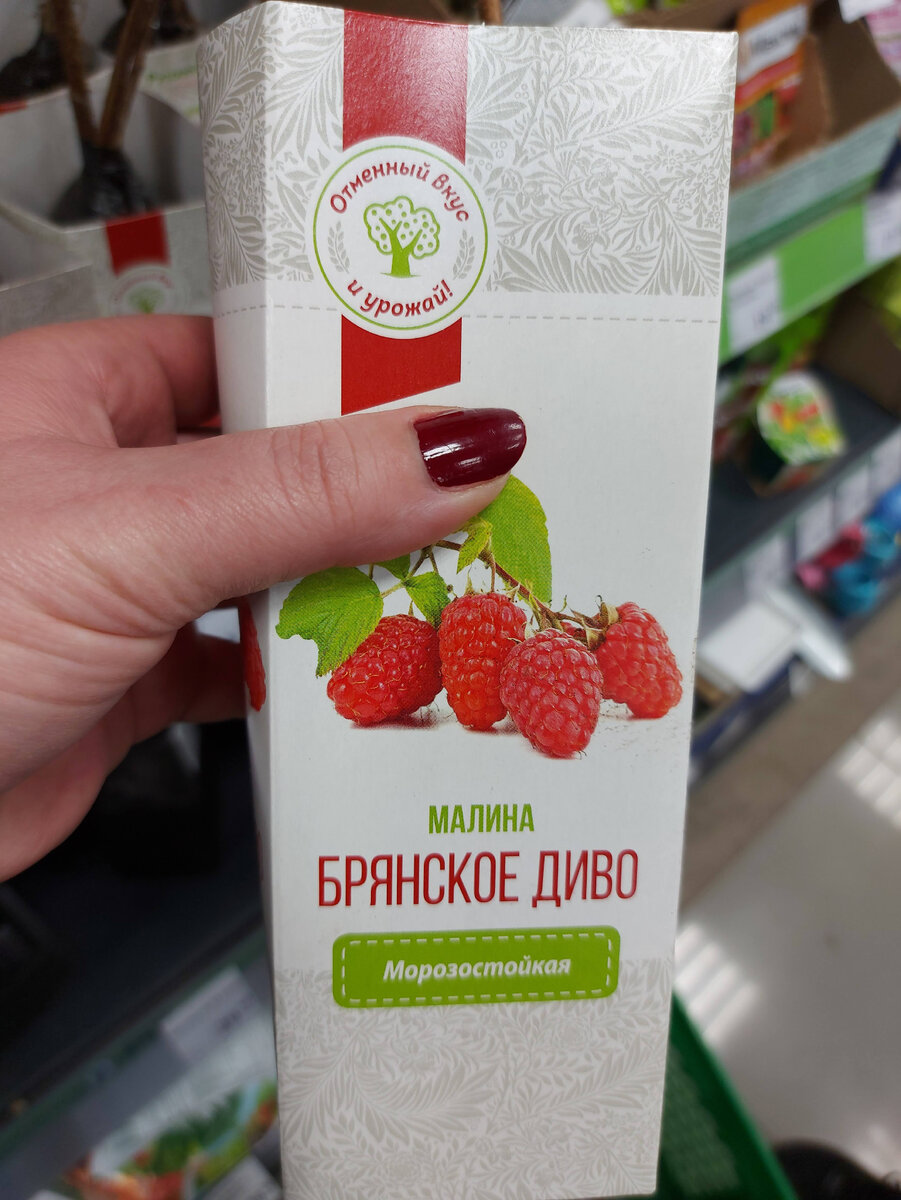 Отменный вкус
и урожай!
МАЛИНА
БРЯНСКОЕ ДИВО
Морозостойкая